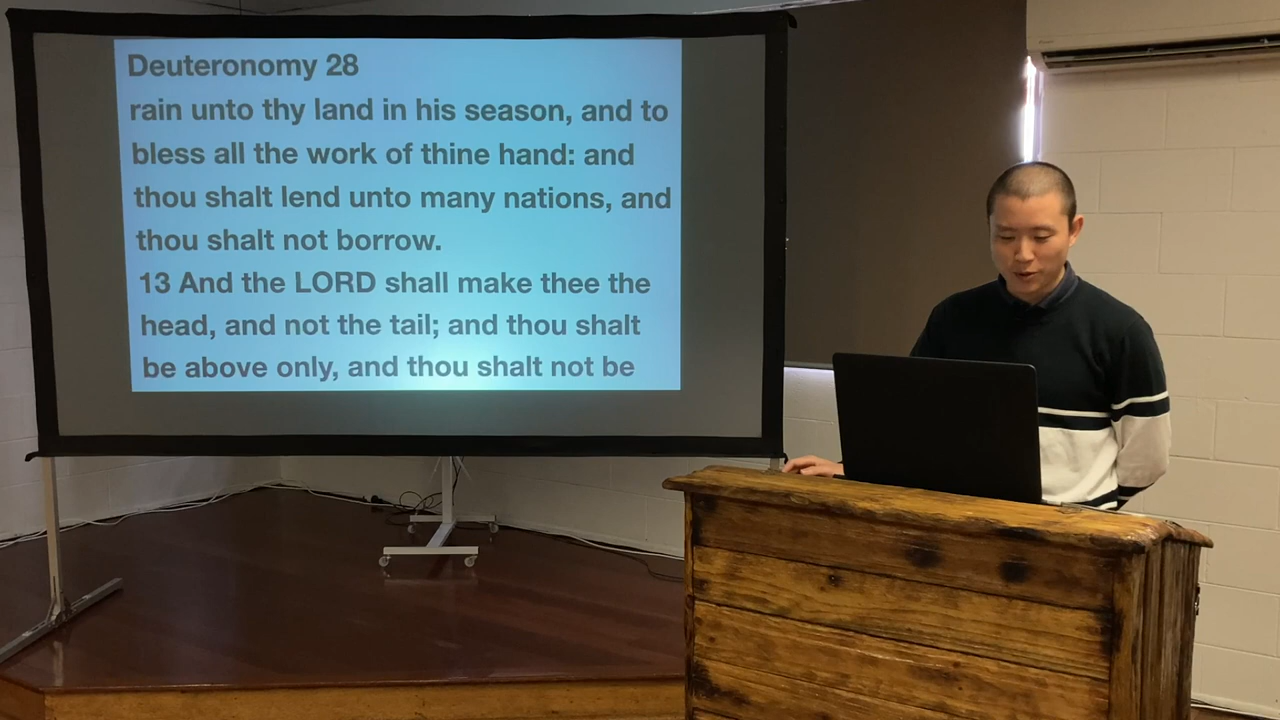 Deuteronomy 28
rain unto thy land in his season, and to
bless all the work of thine hand: and
thou shalt lend unto many nations, and
thou shalt not borrow.
13 And the LORD shall make thee the
head, and not the tail; and thou shalt
be above only, and thou shalt not be